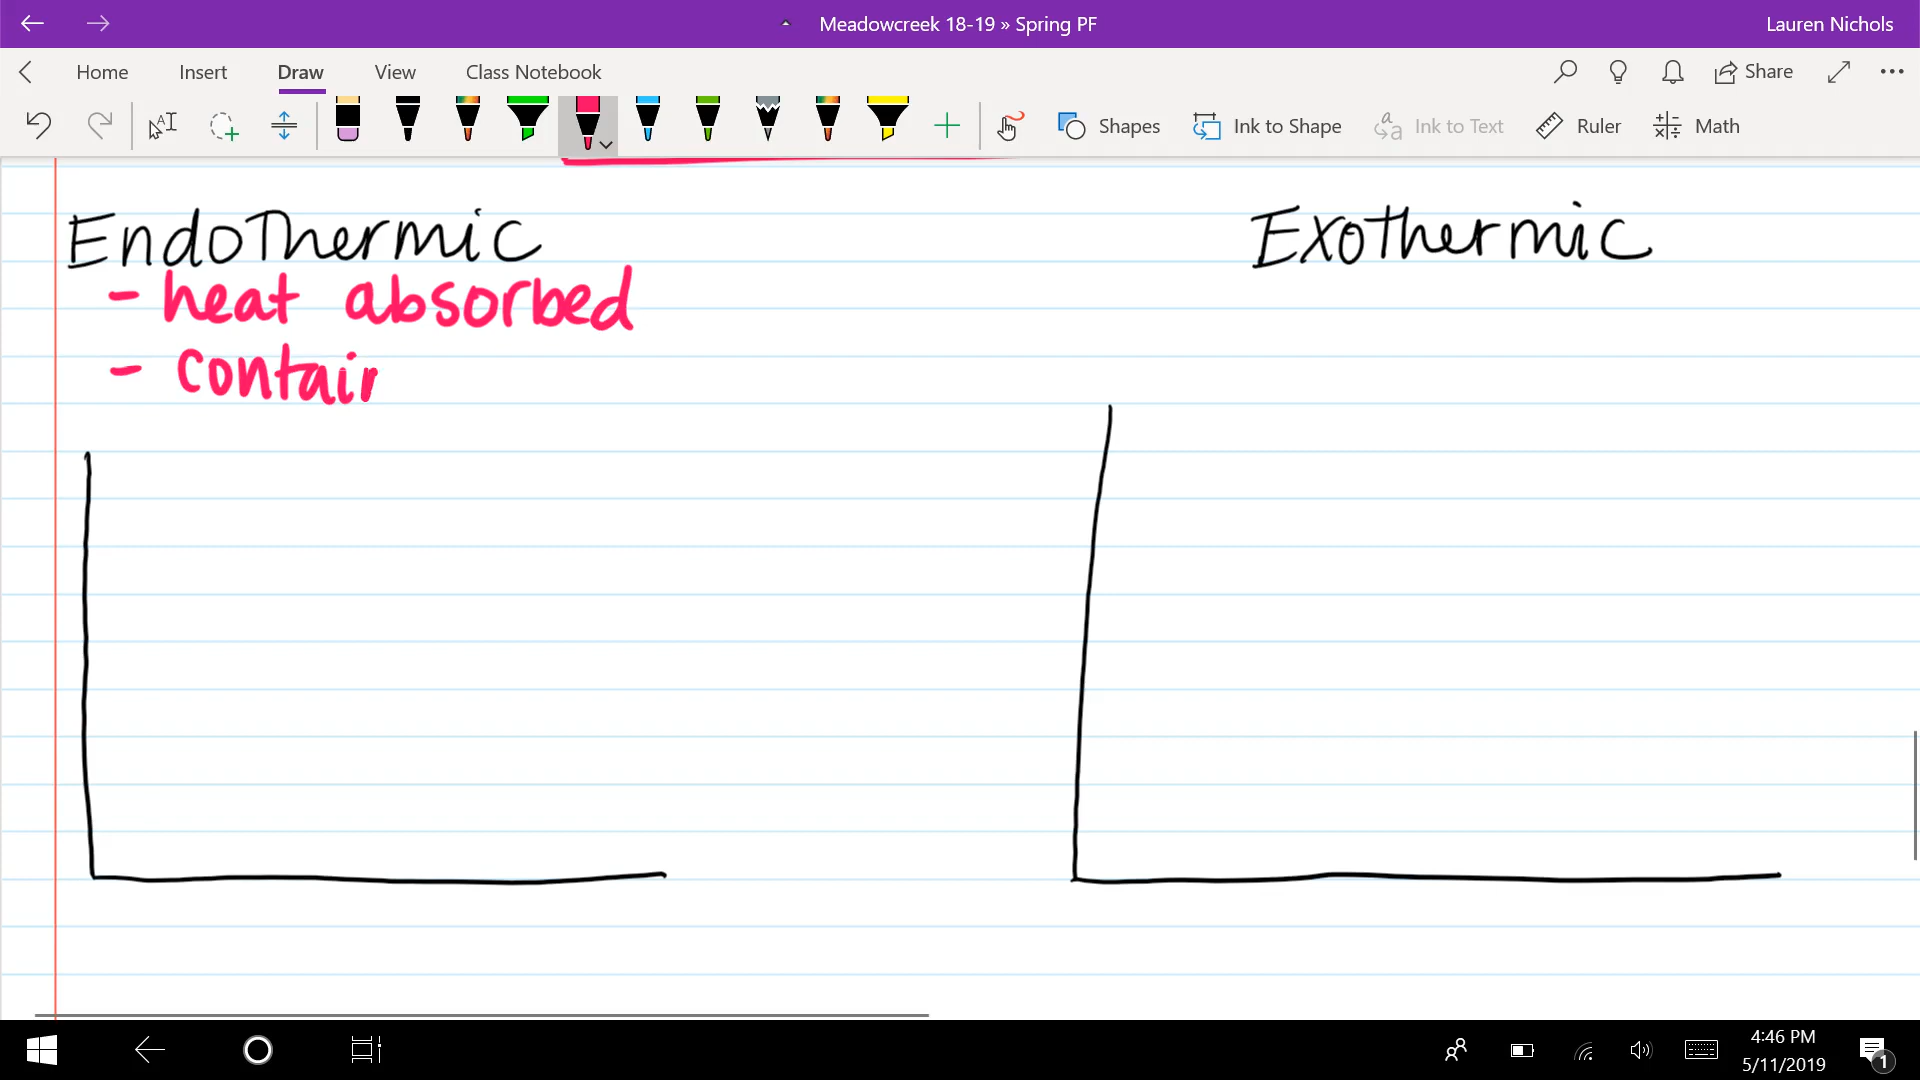 Meadowcreek 18-19 » Spring PF
Lauren Nichols
Home Insert Draw View Class Notebook
Share
Shapes Ink to Shape Ink to Text Ruler Math
Endothermic
- heat absorbed
- contair
Exothermic
4:46 PM
5/11/2019
1